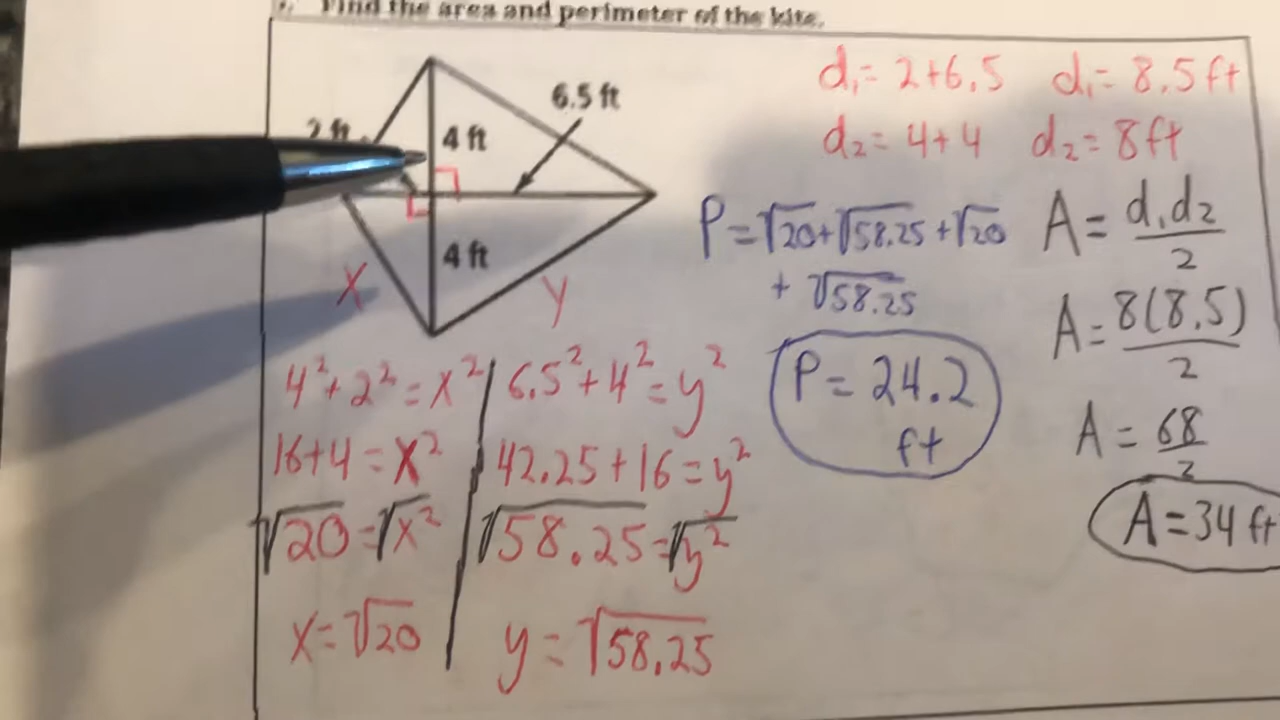 Find the area and perimeter of the kite.
2 ft
4 ft
6.5 ft
4 ft
x
y
d₁ = 2+6.5 d₁ = 8.5 ft
d₂ = 4+4 d₂ = 8 ft
P = √20 + √58.25 + √20
+ √58.25
P = 24.2
ft
A = d₁d₂/2
A = 8(8.5)/2
A = 68/2
A = 34 ft
4² + 2² = x²
16 + 4 = x²
√20 = √x²
x = √20
6.5² + 4² = y²
42.25 + 16 = y²
√58.25 = √y²
y = √58.25